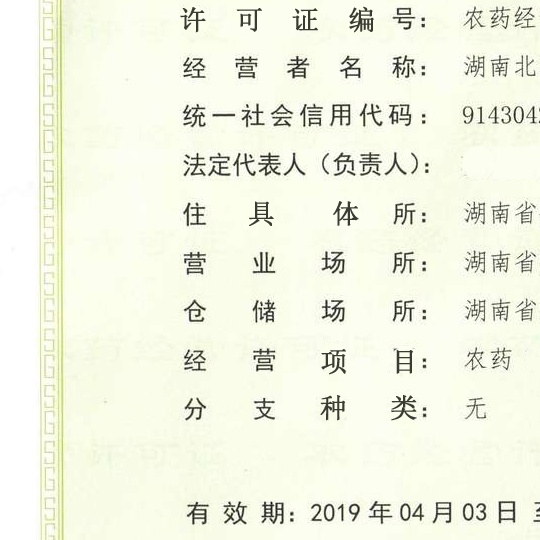 许可证编号：农药经
经营者名称：湖南北
统一社会信用代码：914304
法定代表人（负责人）：
住具体所：湖南省
营业场所：湖南省
仓储场所：湖南省
经营项目：农药
分支种类：无
有效期：2019年04月03日